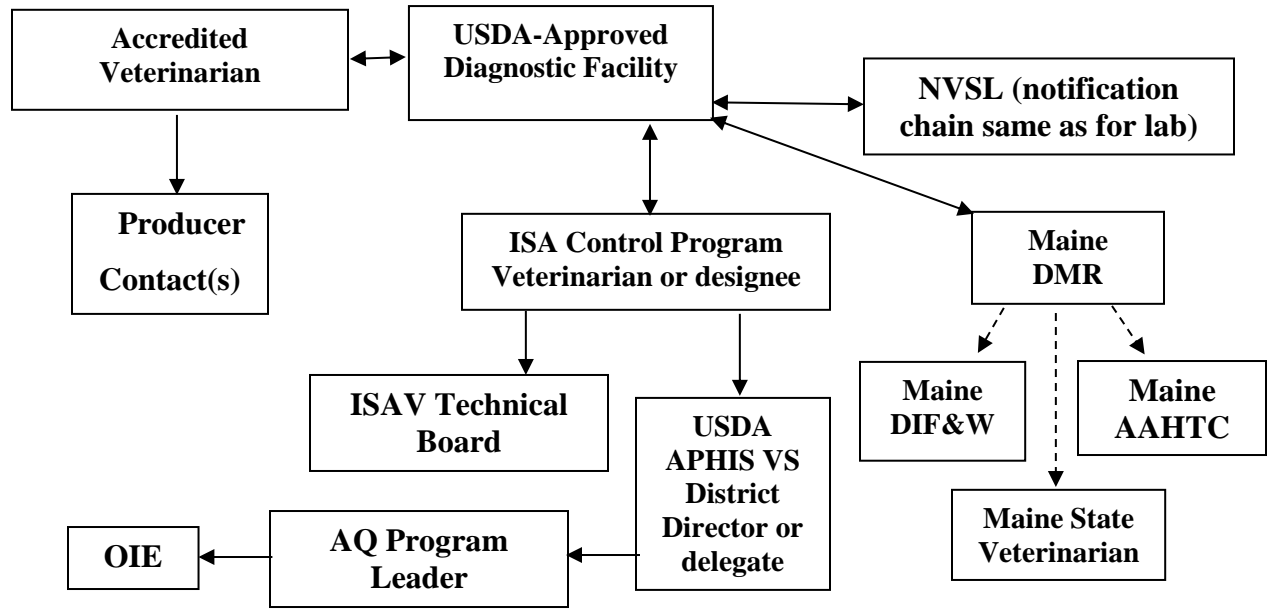 Accredited
Veterinarian
USDA-Approved
Diagnostic Facility
NVSL (notification
chain same as for lab)
Producer
Contact(s)
ISA Control Program
Veterinarian or designee
Maine
DMR
ISAV Technical
Board
USDA
APHIS VS
District
Director or
delegate
Maine
DIF&W
Maine
AAHTC
Maine State
Veterinarian
AQ Program
Leader
OIE